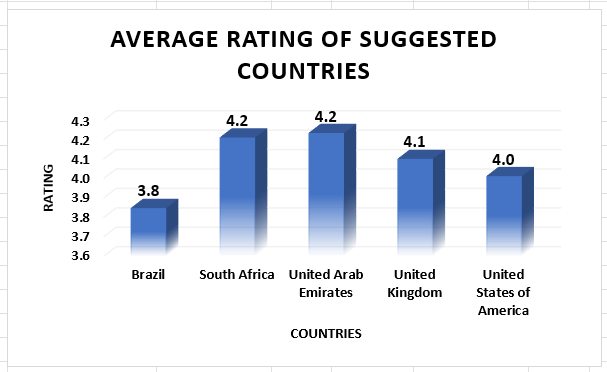 AVERAGE RATING OF SUGGESTED
COUNTRIES
RATING
4.3
4.2
4.1
4.0
3.9
3.8
3.7
3.6
3.8
4.2
4.2
4.1
4.0
Brazil
South Africa
United Arab
Emirates
United
Kingdom
United
States of
America
COUNTRIES